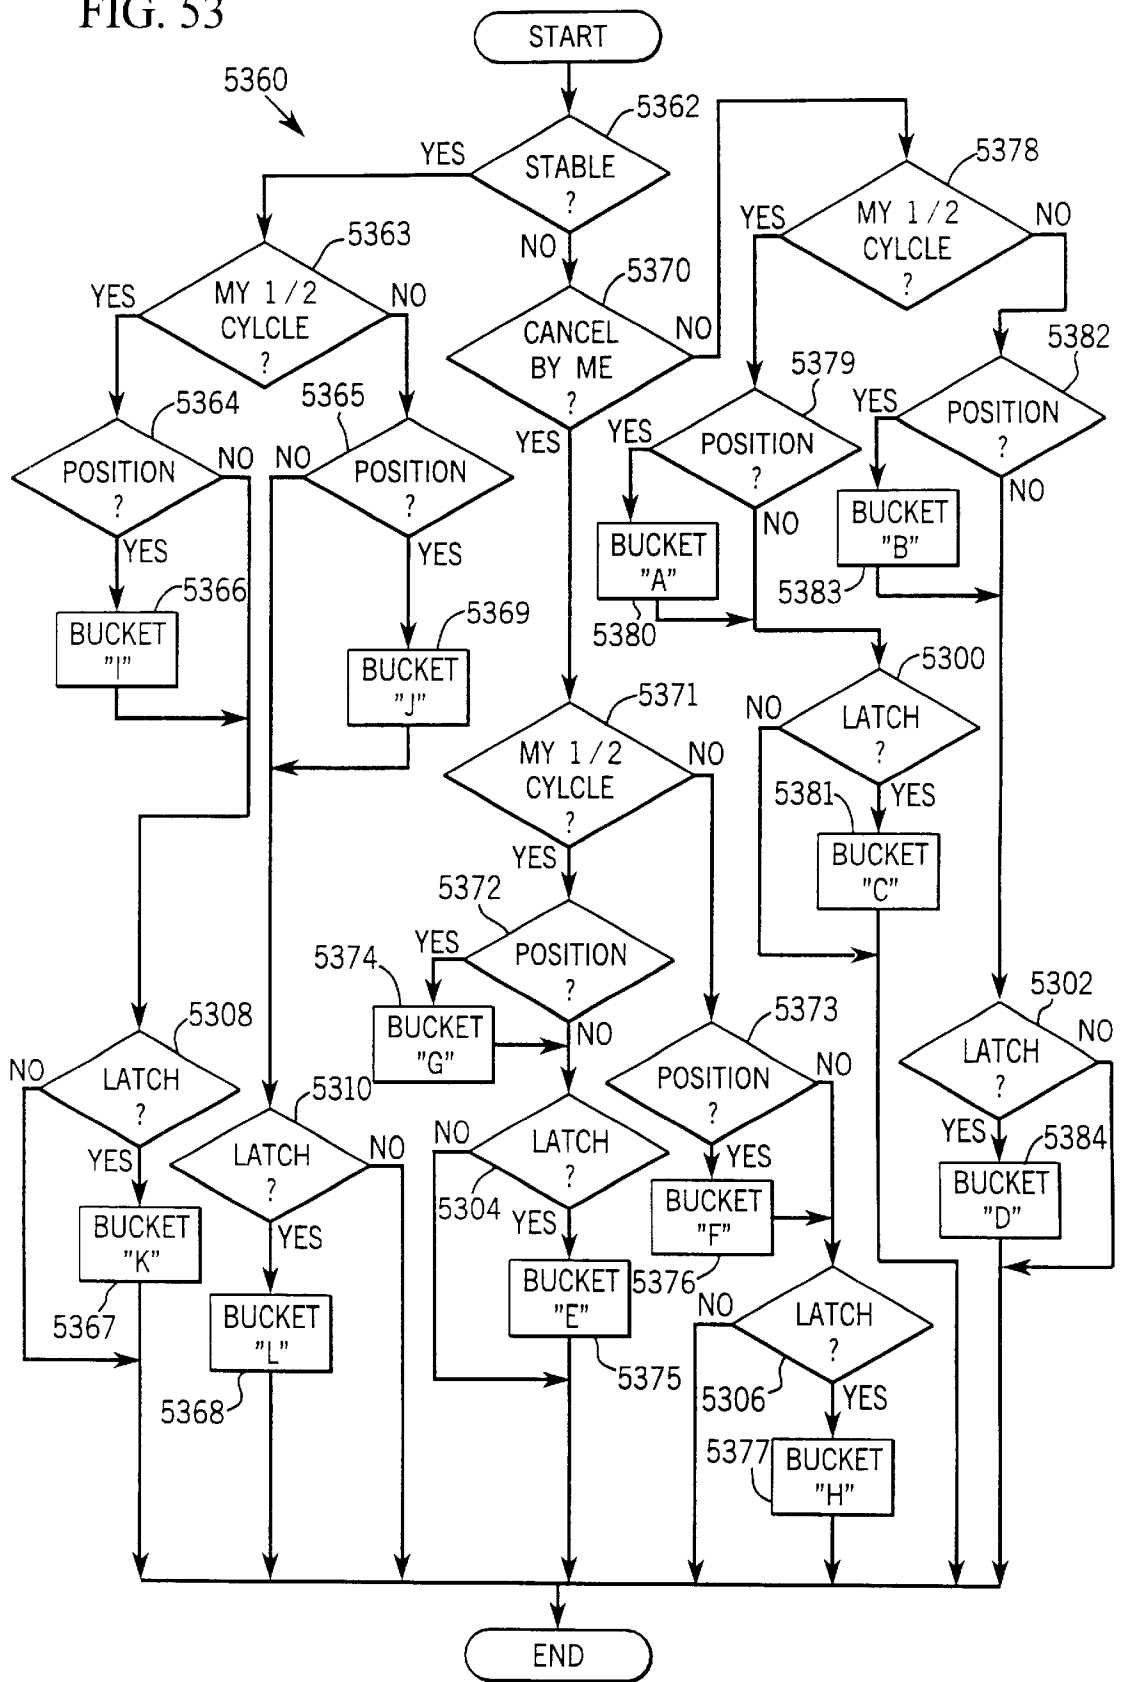 FIG. 53
START
5360
5362
YES
STABLE
?
NO
5378
YES
MY 1/2
CYLCLE
?
NO
5363
YES
MY 1/2
CYLCLE
?
NO
5370
CANCEL
BY ME
?
NO
YES
5382
YES
POSITION
?
NO
5379
YES
POSITION
?
NO
5364
POSITION
?
NO
YES
5365
NO
POSITION
?
YES
BUCKET
"B"
5383
BUCKET
"A"
5380
5366
BUCKET
"I"
5369
BUCKET
"J"
5300
NO
LATCH
?
YES
5371
MY 1/2
CYLCLE
?
NO
YES
5381
BUCKET
"C"
5372
YES
POSITION
?
NO
5374
BUCKET
"G"
5302
LATCH
?
NO
YES
5373
POSITION
?
NO
YES
5308
NO
LATCH
?
YES
5310
LATCH
?
NO
YES
NO
LATCH
?
5304
YES
5384
BUCKET
"D"
BUCKET
"F"
5376
BUCKET
"K"
5367
BUCKET
"E"
5375
BUCKET
"L"
5368
NO
LATCH
?
5306
YES
5377
BUCKET
"H"
END